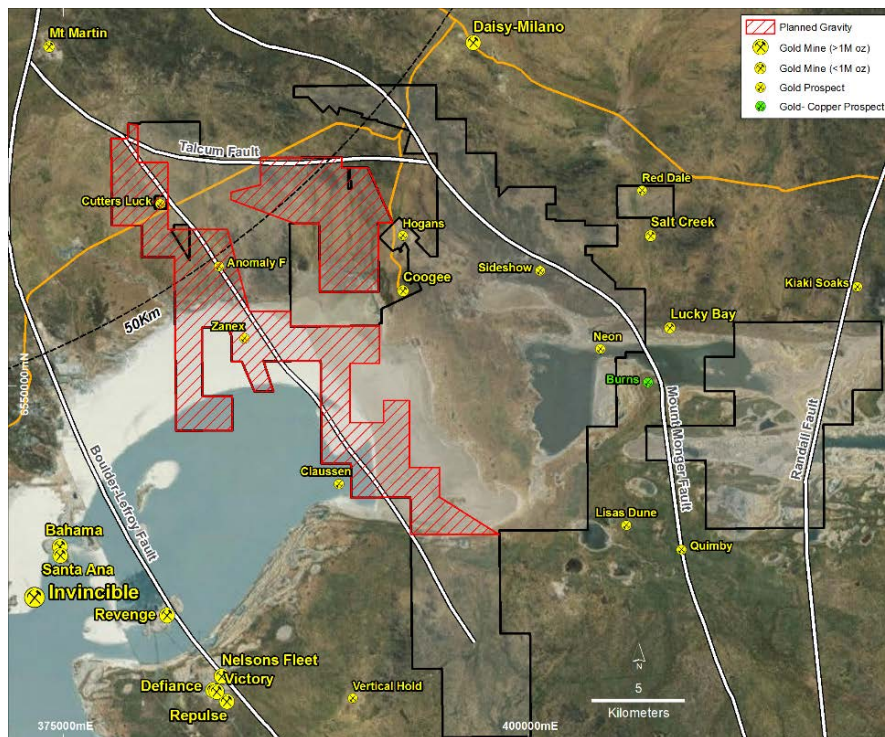 Mt Martin
Daisy-Milano
Planned Gravity
Gold Mine (>1M oz)
Gold Mine (<1M oz)
Gold Prospect
Gold- Copper Prospect
Talcum Fault
Cutters Luck
Red Dale
Hogans
Salt Creek
Anomaly F
Sideshow
Coogee
Kiaki Soaks
50Km
Zanex
Lucky Bay
Neon
6550000mN
Burns
Mount Monger Fault
Randall Fault
Boulder-Lefroy Fault
Claussen
Lisas Dune
Bahama
Quimby
Santa Ana
Invincible
Revenge
Nelsons Fleet
Victory
Defiance
Vertical Hold
Repulse
N
5
Kilometers
375000mE
400000mE